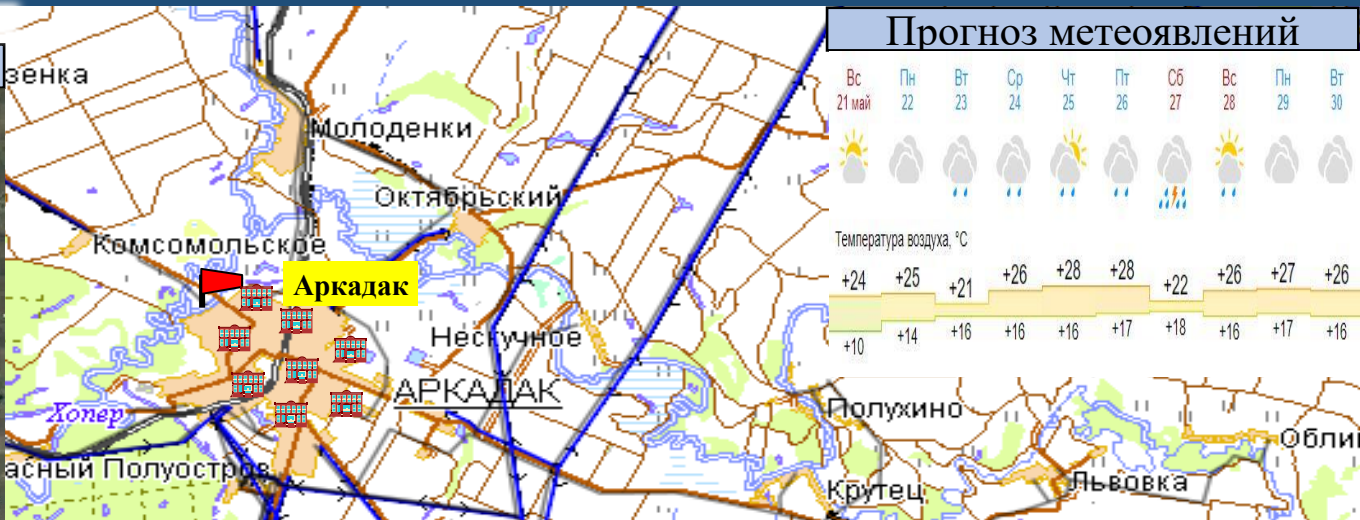 Прогноз метеоявлений
Вс Пн Вт Ср Чт Пт Сб Вс Пн Вт
21 май 22 23 24 25 26 27 28 29 30
Температура воздуха, °C
+24 +25 +21 +26 +28 +28 +22 +26 +27 +26
+10 +14 +16 +16 +16 +17 +18 +16 +17 +16
зенка
Молоденки
Октябрьский
Комсомольское
Аркадак
Нескучное
АРКАДАК
Хопер
Полухино
Обли
асный Полуостров
Львовка
Крутец